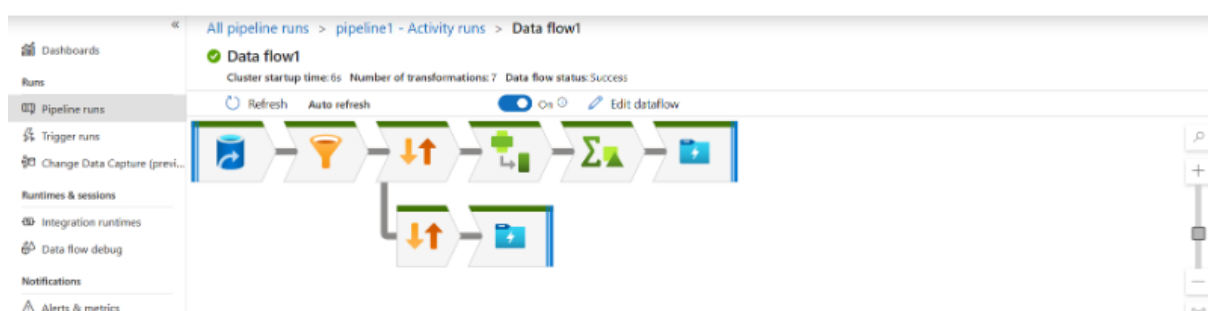 «
All pipeline runs > pipeline1 - Activity runs > Data flow1
Dashboards
Data flow1
Cluster startup time: 6s Number of transformations: 7 Data flow status: Success
Runs
Pipeline runs
Refresh Auto refresh On Edit dataflow
Trigger runs
Change Data Capture (previ...
Runtimes & sessions
Integration runtimes
Data flow debug
Notifications
Alerts & metrics